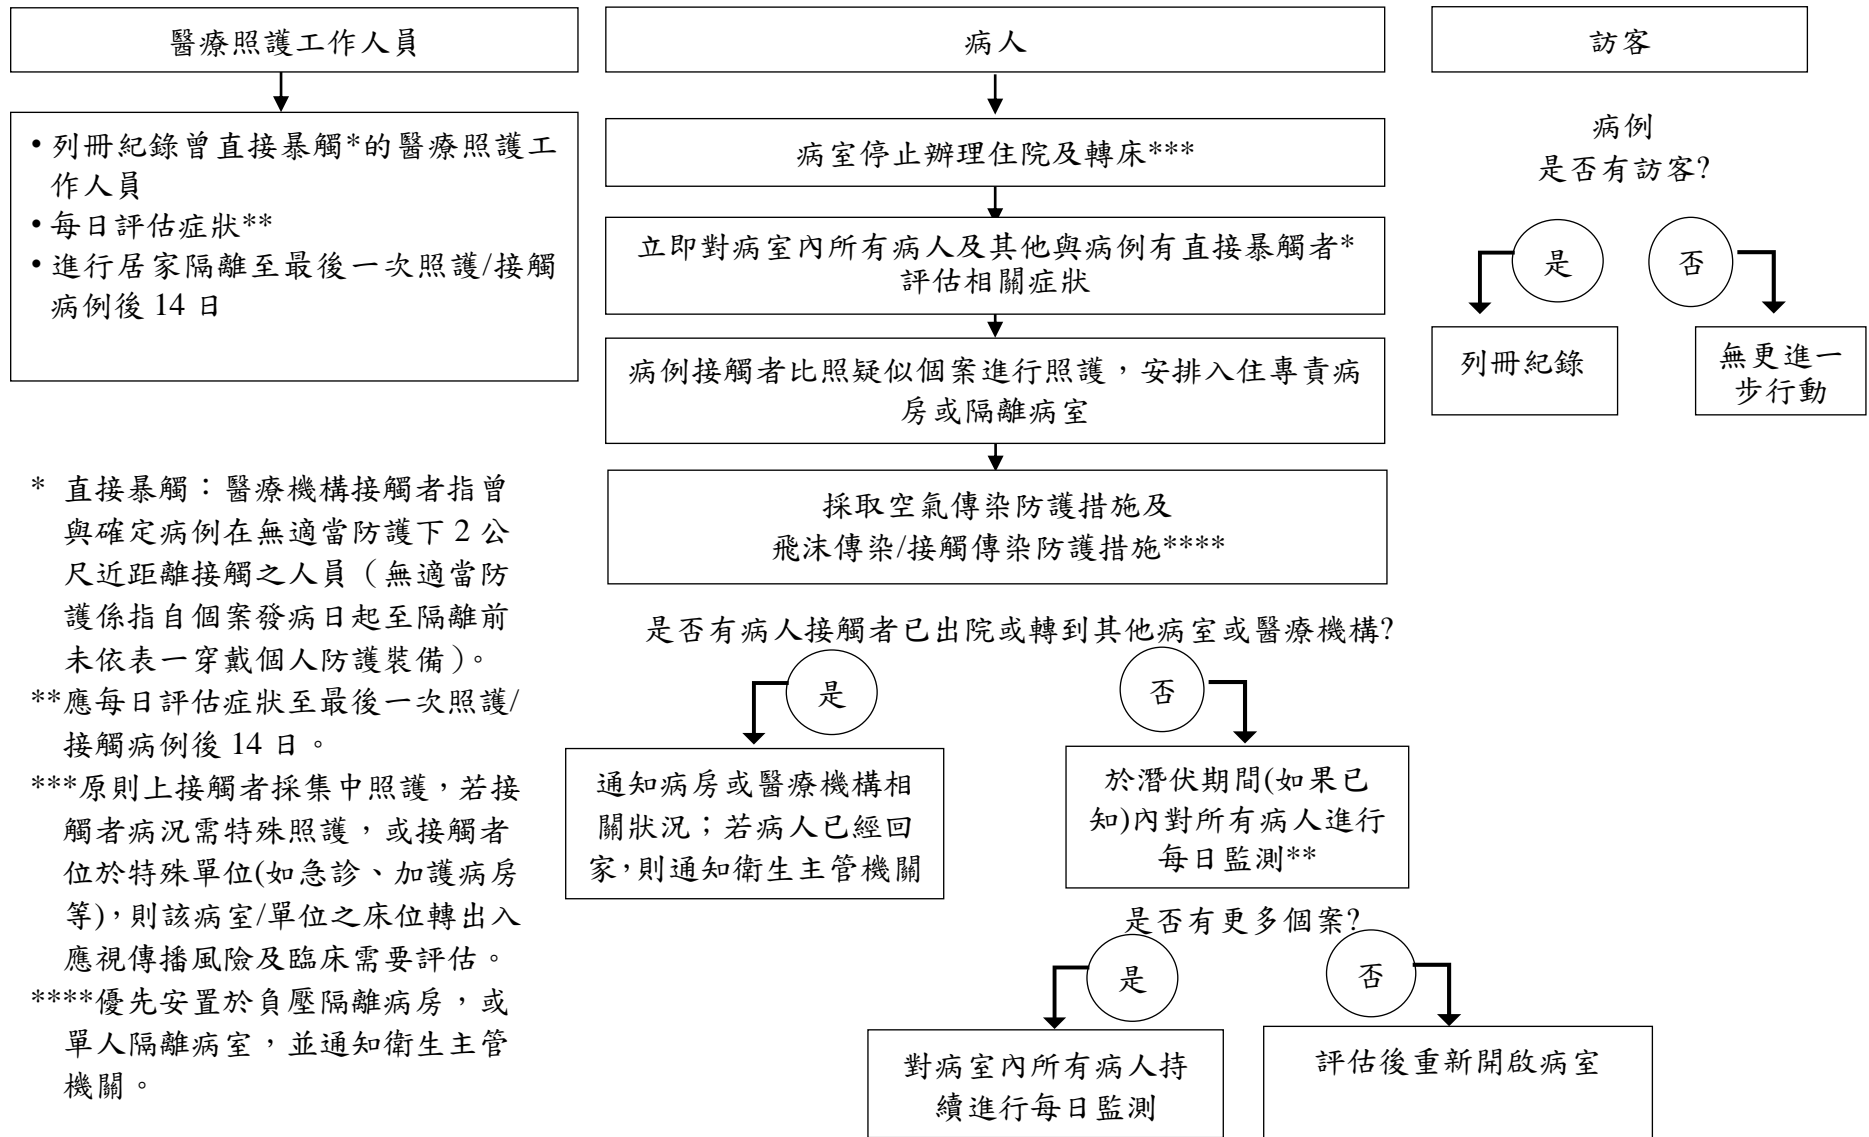 醫療照護工作人員
• 列冊紀錄曾直接暴觸*的醫療照護工
作人員
• 每日評估症狀**
• 進行居家隔離至最後一次照護/接觸
病例後 14 日
* 直接暴觸：醫療機構接觸者指曾
與確定病例在無適當防護下 2 公
尺近距離接觸之人員（無適當防
護係指自個案發病日起至隔離前
未依表一穿戴個人防護裝備）。
**應每日評估症狀至最後一次照護/
接觸病例後 14 日。
***原則上接觸者採集中照護，若接
觸者病況需特殊照護，或接觸者
位於特殊單位(如急診、加護病房
等)，則該病室/單位之床位轉出入
應視傳播風險及臨床需要評估。
****優先安置於負壓隔離病房，或
單人隔離病室，並通知衛生主管
機關。
病人
病室停止辦理住院及轉床***
立即對病室內所有病人及其他與病例有直接暴觸者*
評估相關症狀
病例接觸者比照疑似個案進行照護，安排入住專責病
房或隔離病室
採取空氣傳染防護措施及
飛沫傳染/接觸傳染防護措施****
是否有病人接觸者已出院或轉到其他病室或醫療機構?
是
否
通知病房或醫療機構相
關狀況；若病人已經回
家，則通知衛生主管機關
於潛伏期間(如果已
知)內對所有病人進行
每日監測**
是否有更多個案?
是
否
對病室內所有病人持
續進行每日監測
評估後重新開啟病室
訪客
病例
是否有訪客?
是
否
列冊紀錄
無更進一
步行動